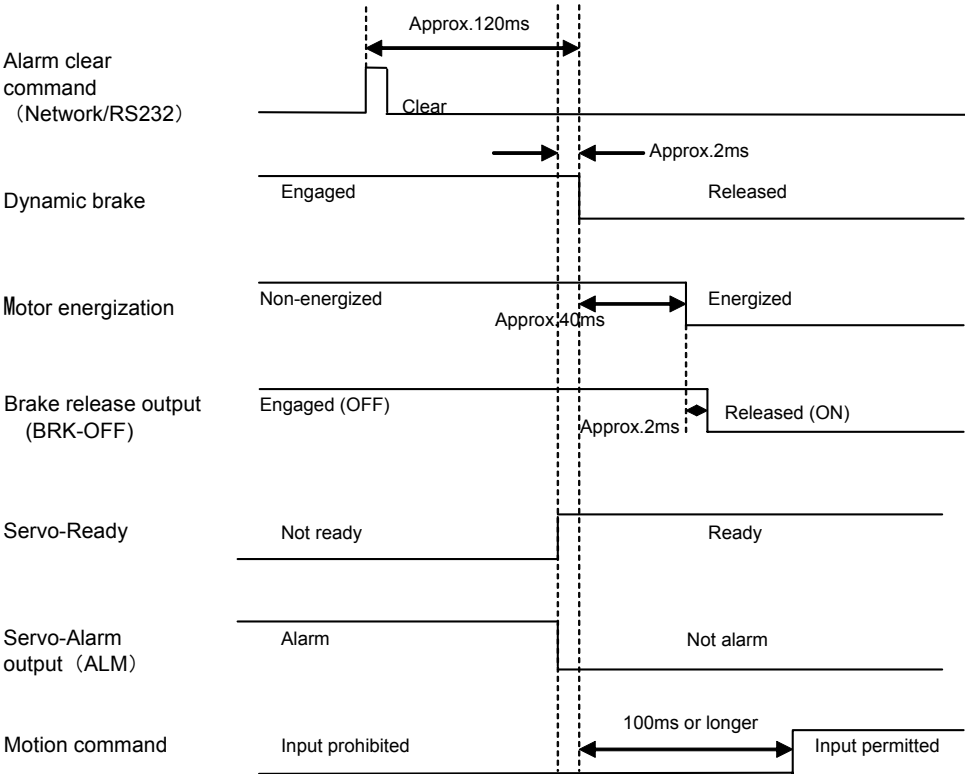 Approx.120ms
Alarm clear
command
（Network/RS232）
Clear
Approx.2ms
Dynamic brake
Engaged
Released
Motor energization
Non-energized
Energized
Approx.40ms
Brake release output
(BRK-OFF)
Engaged (OFF)
Released (ON)
Approx.2ms
Servo-Ready
Not ready
Ready
Servo-Alarm
output（ALM）
Alarm
Not alarm
100ms or longer
Motion command
Input prohibited
Input permitted